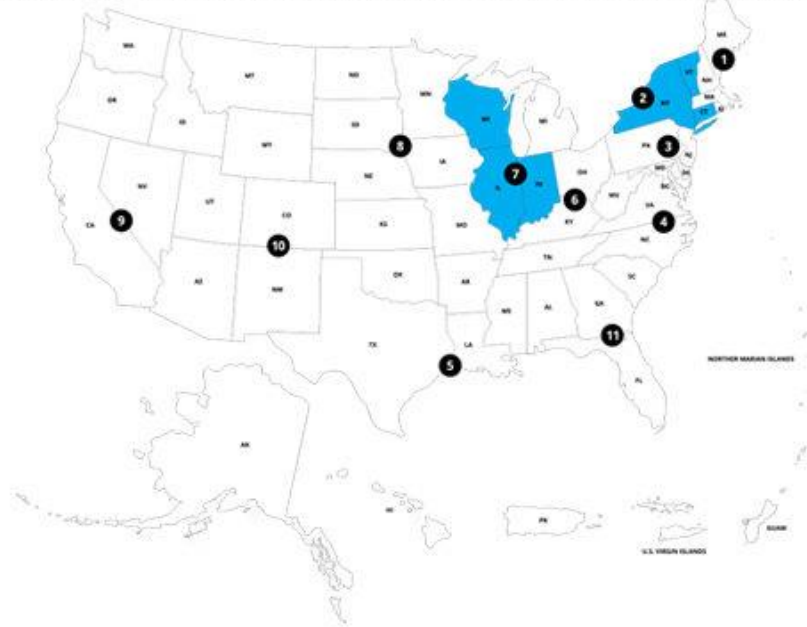 WA
MT
ND
MN
ME
1
OR
ID
SD
WI
MI
VT
NH
2
NY
MA
CT
RI
WY
8
IA
NE
PA
3
NJ
OH
MD
DE
DC
NV
UT
CO
7
IL
IN
6
WV
VA
CA
9
KS
MO
KY
4
NC
10
TN
AZ
NM
OK
AR
SC
MS
AL
GA
11
TX
LA
5
FL
NORTHER MARIAN ISLANDS
AK
HI
PR
GUAM
U.S. VIRGIN ISLANDS